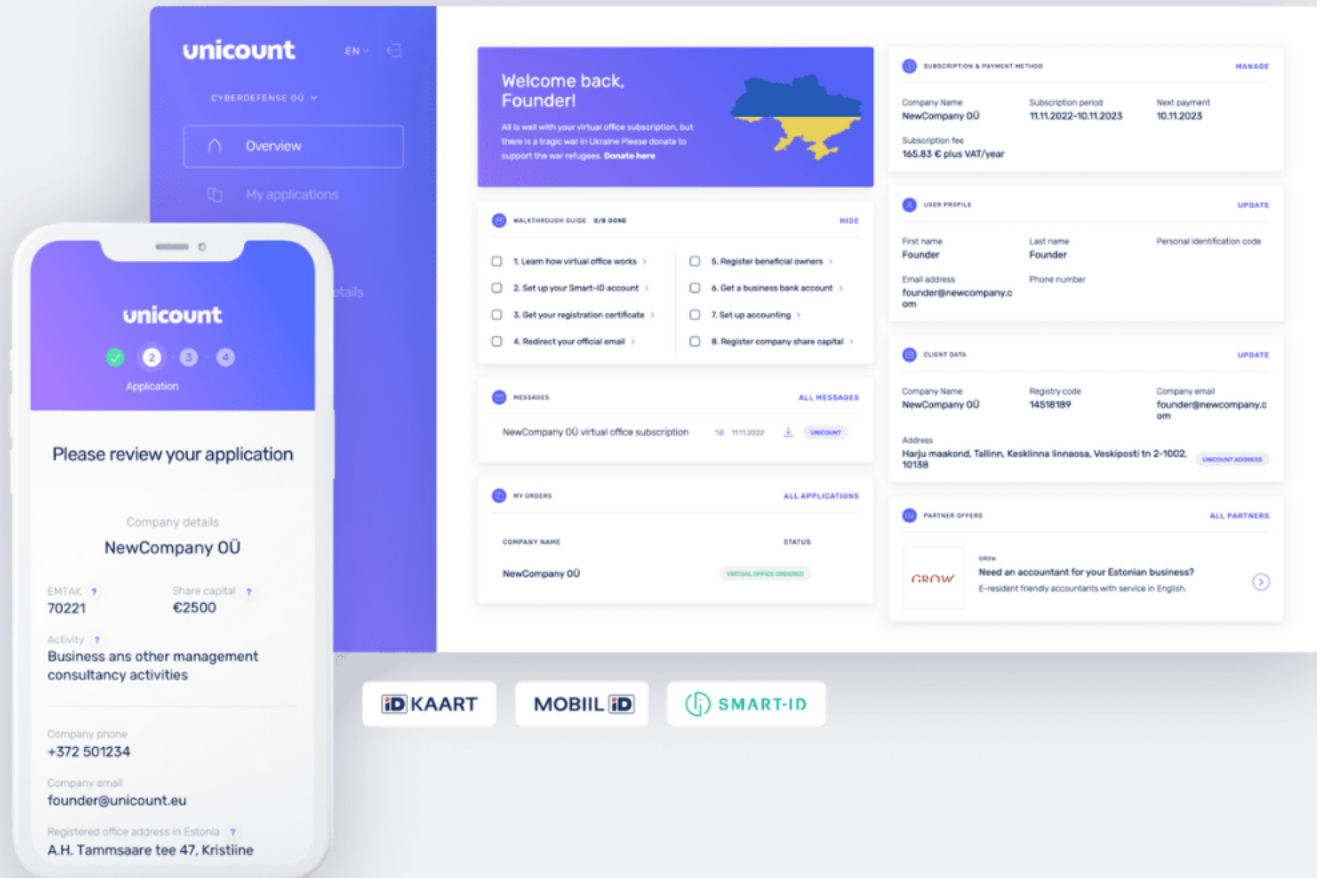 unicount
EN
CYBERDEFENSE OÜ
Overview
My applications
etails
Welcome back,
Founder!
All is well with your virtual office subscription, but
there is a tragic war in Ukraine Please donate to
support the war refugees. Donate here
WALKTHROUGH GUIDE 0/8 DONE
HIDE
1. Learn how virtual office works
2. Set up your Smart-ID account
3. Get your registration certificate
4. Redirect your official email
5. Register beneficial owners
6. Get a business bank account
7. Set up accounting
8. Register company share capital
MESSAGES
ALL MESSAGES
NewCompany OÜ virtual office subscription
11.11.2022
UNICOUNT
MY ORDERS
ALL APPLICATIONS
COMPANY NAME
STATUS
NewCompany OÜ
VIRTUAL OFFICE ORDERED
SUBSCRIPTION & PAYMENT METHOD
MANAGE
Company Name
NewCompany OÜ
Subscription period
11.11.2022-10.11.2023
Next payment
10.11.2023
Subscription fee
165.83 € plus VAT/year
USER PROFILE
UPDATE
First name
Founder
Last name
Founder
Personal identification code
Email address
founder@newcompany.c
om
Phone number
CLIENT DATA
UPDATE
Company Name
NewCompany OÜ
Registry code
14518189
Company email
founder@newcompany.c
om
Address
Harju maakond, Tallinn, Kesklinna linnaosa, Veskiposti tn 2-1002,
10138
UNICOUNT ADDRESS
PARTNER OFFERS
ALL PARTNERS
GROW
GROW
Need an accountant for your Estonian business?
E-resident friendly accountants with service in English.
unicount
2
3
4
Application
Please review your application
Company details
NewCompany OÜ
EMTAK ?
70221
Share capital ?
€2500
Activity ?
Business ans other management
consultancy activities
Company phone
+372 501234
Company email
founder@unicount.eu
Registered office address in Estonia ?
A.H. Tammsaare tee 47, Kristiine
iD KAART
MOBIIL iD
SMART-ID